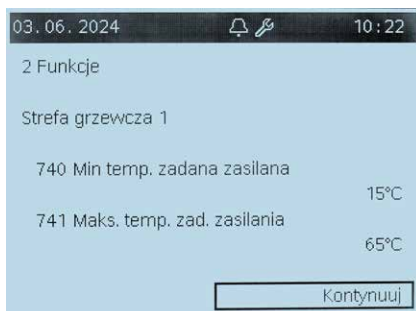 03.06.2024 10:22
2 Funkcje
Strefa grzewcza 1
740 Min temp. zadana zasilana
15°C
741 Maks. temp. zad. zasilania
65°C
Kontynuuj